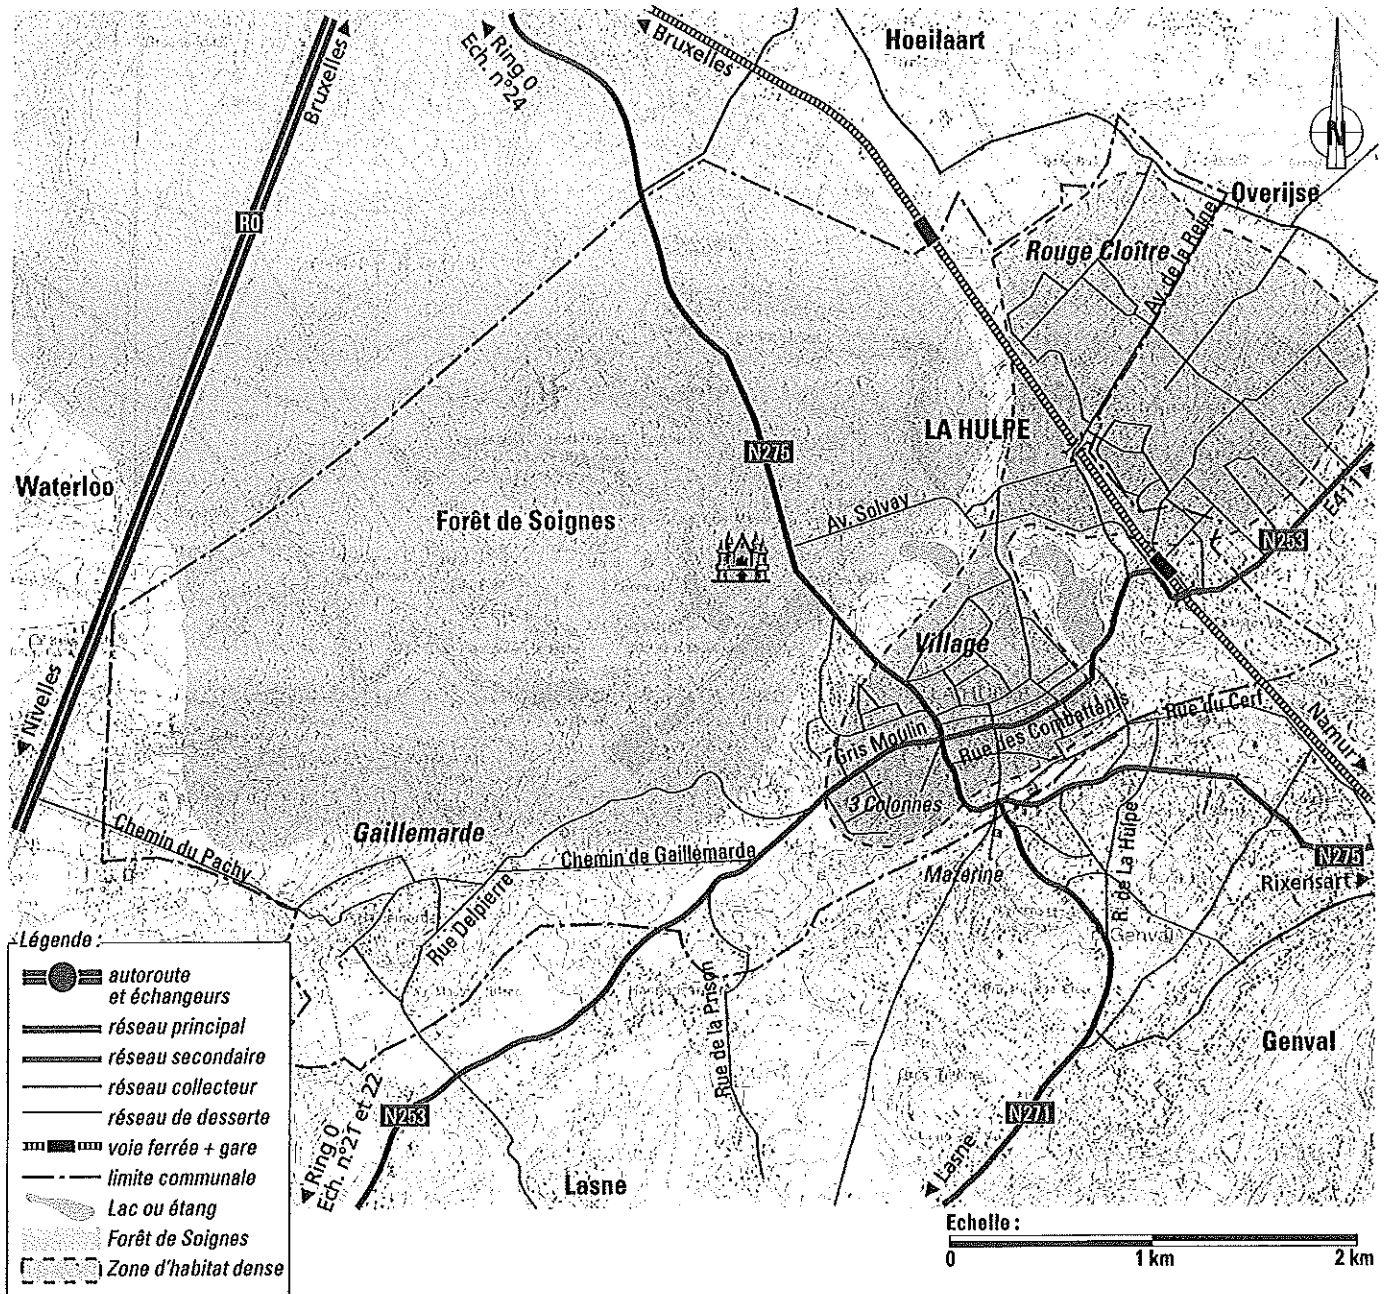 Bruxelles
Ring 0
Ech. n°24
Bruxelles
Hoeilaart
N
R0
Overijse
Rouge Cloître
Av. de la Reine
LA HULPE
N275
Waterloo
Forêt de Soignes
Av. Solvay
E411
N253
Village
Nivelles
Gris Moulin
Rue des Combattants
Rue du Cerf
Namur
3 Colonnes
Gaillemarde
Chemin du Pachy
Chemin de Gaillemarde
Mazerine
R. de La Hulpe
N275
Rixensart
Rue Delpierre
Genval
Rue de la Prison
Genval
N253
Ring 0
Ech. n°21 et 22
N271
Lasne
Lasne
Légende :
autoroute
et échangeurs
réseau principal
réseau secondaire
réseau collecteur
réseau de desserte
voie ferrée + gare
limite communale
Lac ou étang
Forêt de Soignes
Zone d'habitat dense
Echelle :
0
1 km
2 km